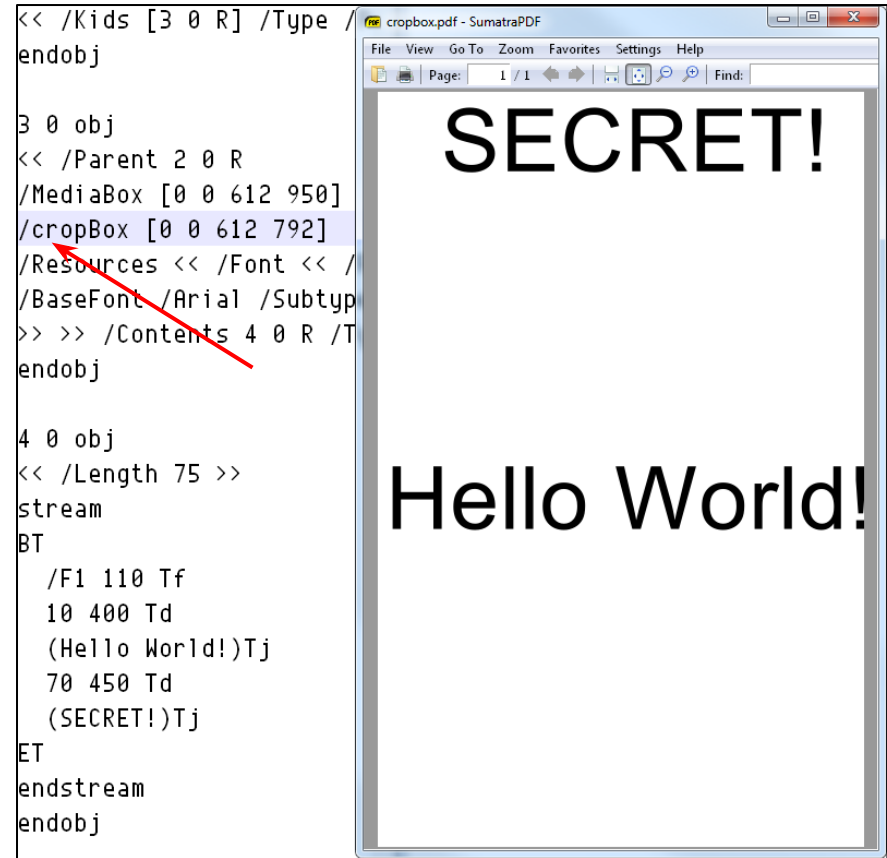 << /Kids [3 0 R] /Type /
endobj
3 0 obj
<< /Parent 2 0 R
/MediaBox [0 0 612 950]
/cropBox [0 0 612 792]
/Resources << /Font << /
/BaseFont /Arial /Subtyp
>> >> /Contents 4 0 R /T
endobj
4 0 obj
<< /Length 75 >>
stream
BT
/F1 110 Tf
10 400 Td
(Hello World!)Tj
70 450 Td
(SECRET!)Tj
ET
endstream
endobj
cropbox.pdf - SumatraPDF
File View Go To Zoom Favorites Settings Help
Page: 1 / 1 Find:
SECRET!
Hello World!